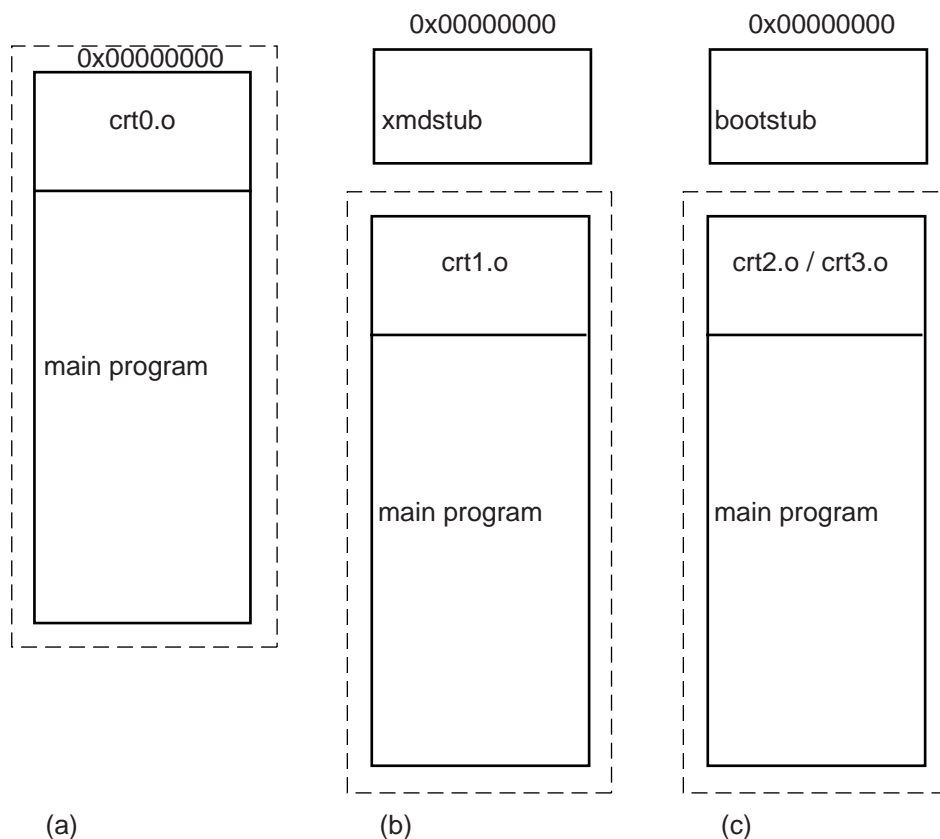 0x00000000
crt0.o
main program
(a)
0x00000000
xmdstub
crt1.o
main program
(b)
0x00000000
bootstub
crt2.o / crt3.o
main program
(c)